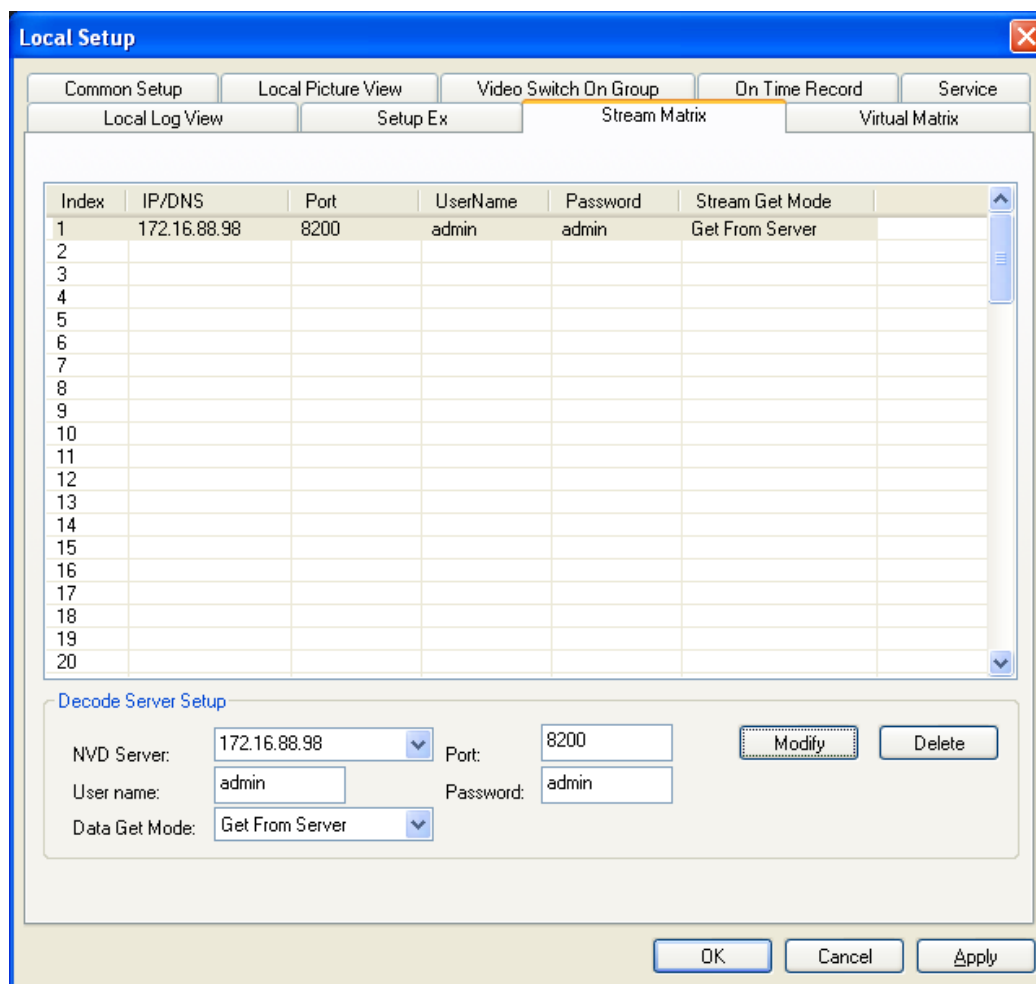 Local Setup
Common Setup Local Picture View Video Switch On Group On Time Record Service
Local Log View Setup Ex Stream Matrix Virtual Matrix
Index IP/DNS Port UserName Password Stream Get Mode
1 172.16.88.98 8200 admin admin Get From Server
2
3
4
5
6
7
8
9
10
11
12
13
14
15
16
17
18
19
20
Decode Server Setup
NVD Server: 172.16.88.98 Port: 8200 Modify Delete
User name: admin Password: admin
Data Get Mode: Get From Server
OK Cancel Apply